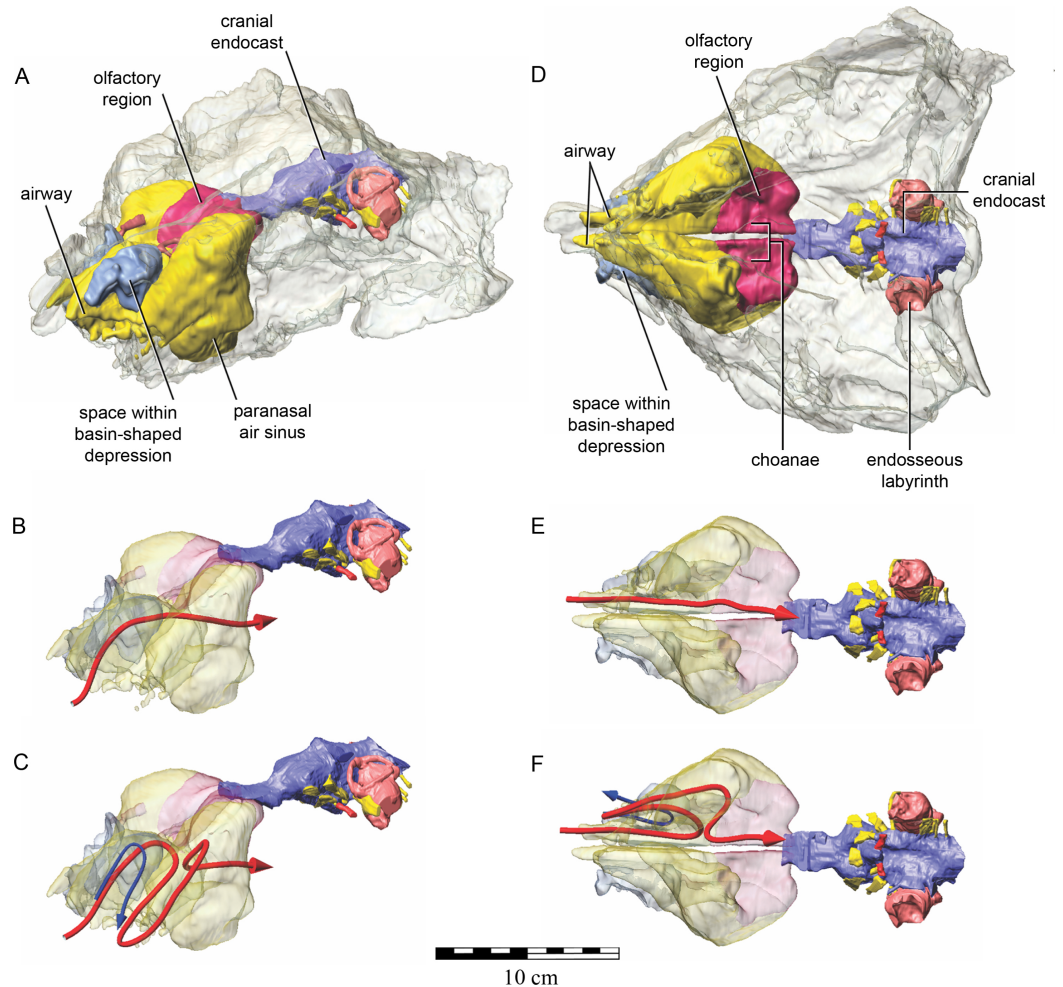 cranial
endocast
A
olfactory
region
airway
space within
basin-shaped
depression
paranasal
air sinus
D
olfactory
region
airway
cranial
endocast
space within
basin-shaped
depression
choanae
endosseous
labyrinth
B
E
C
F
10 cm